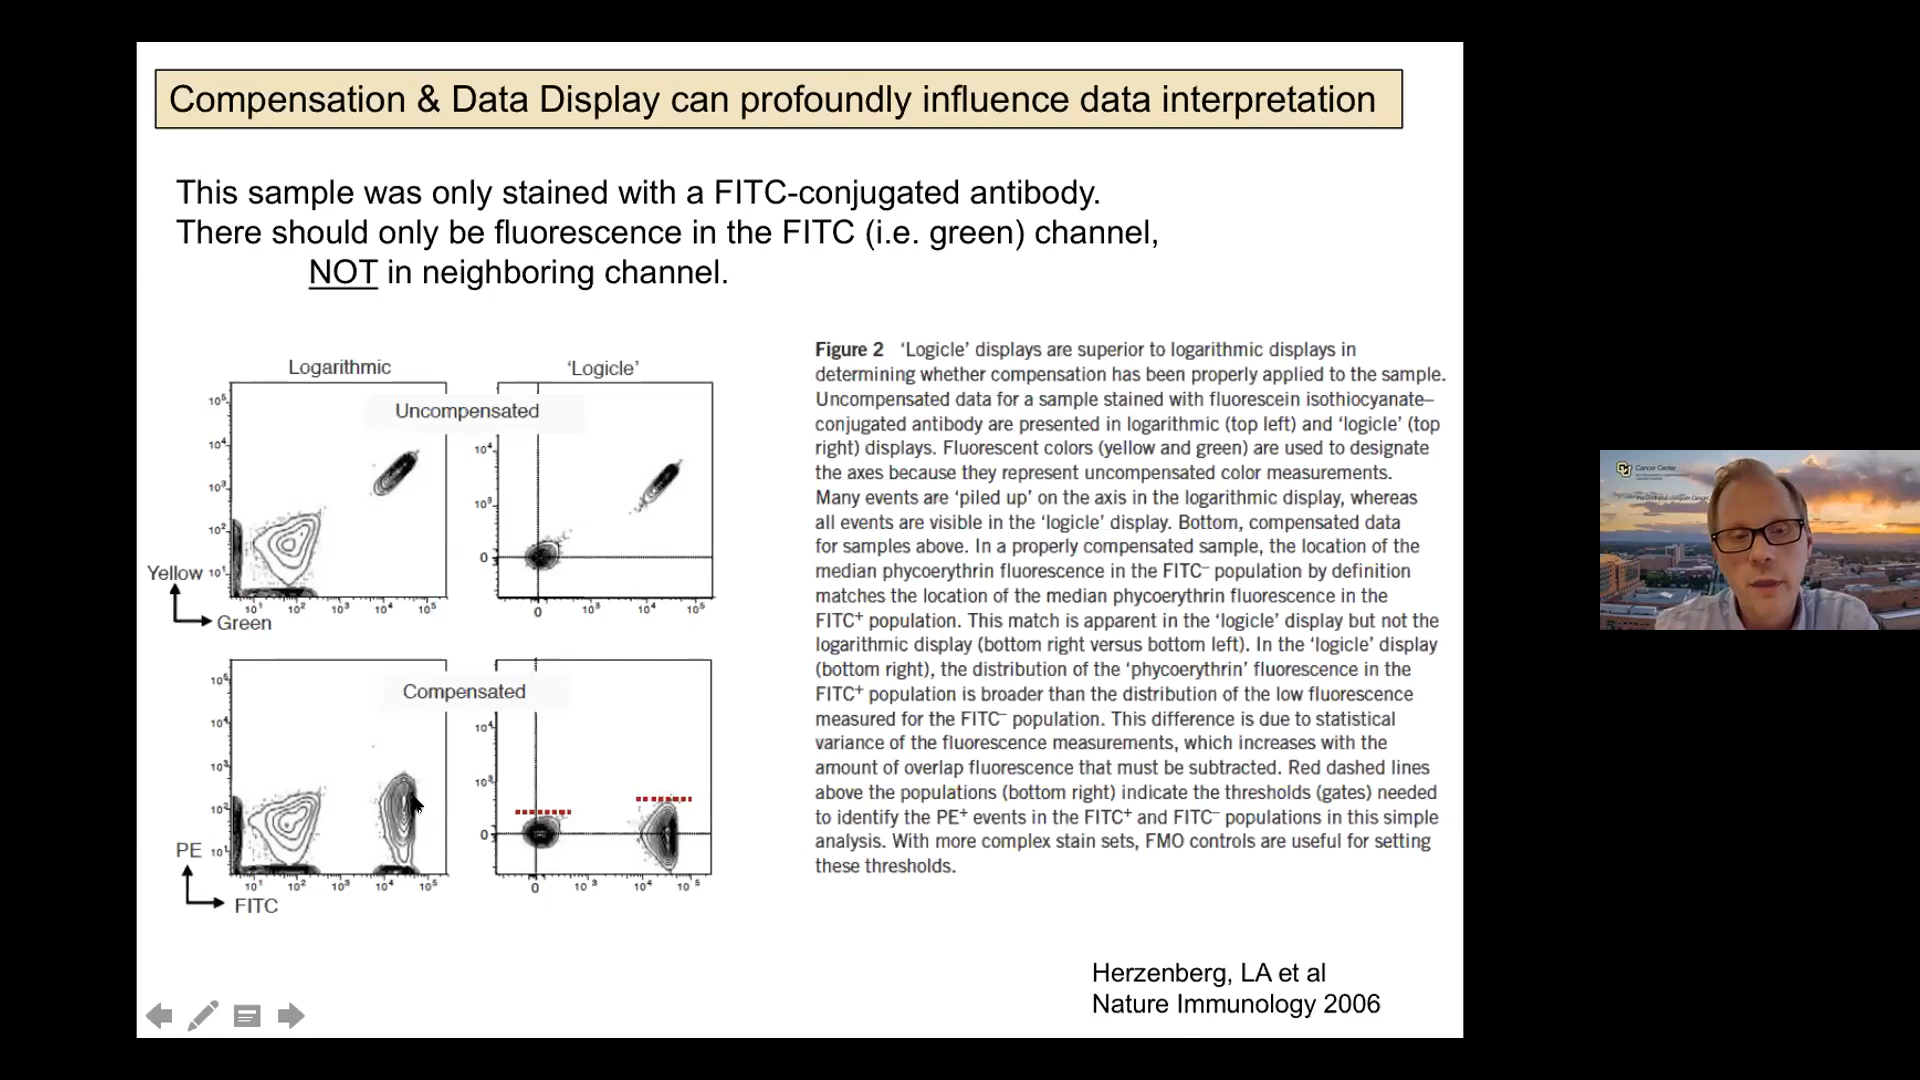 Compensation & Data Display can profoundly influence data interpretation
This sample was only stained with a FITC-conjugated antibody.
There should only be fluorescence in the FITC (i.e. green) channel,
NOT in neighboring channel.
Logarithmic
'Logicle'
Uncompensated
10⁵
10⁴
10³
10²
10¹
10¹ 10² 10³ 10⁴ 10⁵
Yellow
Green
10⁴
10³
0
0 10³ 10⁴ 10⁵
Compensated
10⁵
10⁴
10³
10²
10¹
10¹ 10² 10³ 10⁴ 10⁵
PE
FITC
10⁴
10³
0
0 10³ 10⁴ 10⁵
Figure 2 'Logicle' displays are superior to logarithmic displays in
determining whether compensation has been properly applied to the sample.
Uncompensated data for a sample stained with fluorescein isothiocyanate–
conjugated antibody are presented in logarithmic (top left) and 'logicle' (top
right) displays. Fluorescent colors (yellow and green) are used to designate
the axes because they represent uncompensated color measurements.
Many events are 'piled up' on the axis in the logarithmic display, whereas
all events are visible in the 'logicle' display. Bottom, compensated data
for samples above. In a properly compensated sample, the location of the
median phycoerythrin fluorescence in the FITC⁻ population by definition
matches the location of the median phycoerythrin fluorescence in the
FITC⁺ population. This match is apparent in the 'logicle' display but not the
logarithmic display (bottom right versus bottom left). In the 'logicle' display
(bottom right), the distribution of the 'phycoerythrin' fluorescence in the
FITC⁺ population is broader than the distribution of the low fluorescence
measured for the FITC⁻ population. This difference is due to statistical
variance of the fluorescence measurements, which increases with the
amount of overlap fluorescence that must be subtracted. Red dashed lines
above the populations (bottom right) indicate the thresholds (gates) needed
to identify the PE⁺ events in the FITC⁺ and FITC⁻ populations in this simple
analysis. With more complex stain sets, FMO controls are useful for setting
these thresholds.
Herzenberg, LA et al
Nature Immunology 2006
Cancer Center